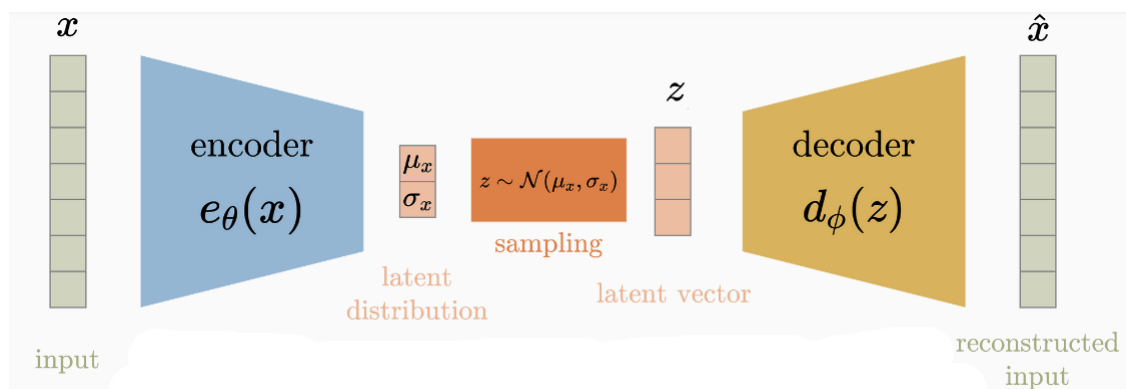 x
x̂
z
encoder
e_θ(x)
μ_x
σ_x
z ∼ 𝒩(μ_x, σ_x)
sampling
decoder
d_ϕ(z)
latent
distribution
latent vector
input
reconstructed
input